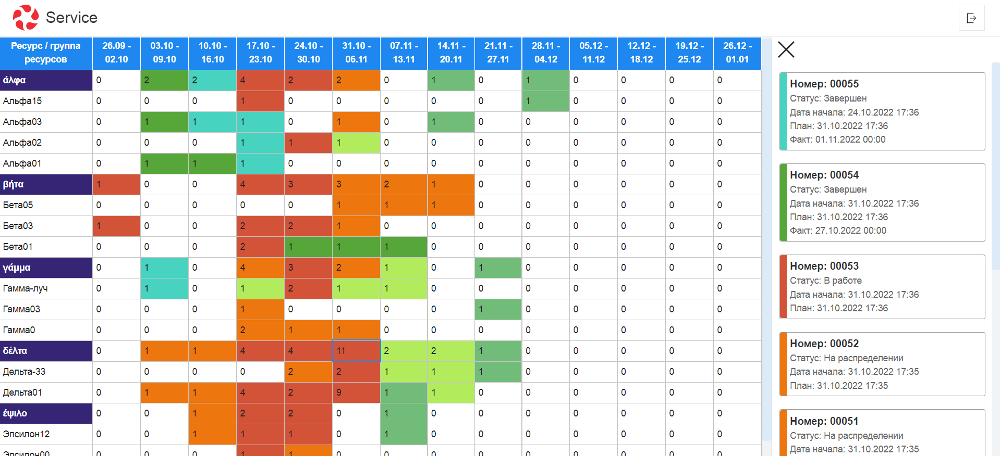 Service
Ресурс / группа ресурсов 26.09 - 02.10 03.10 - 09.10 10.10 - 16.10 17.10 - 23.10 24.10 - 30.10 31.10 - 06.11 07.11 - 13.11 14.11 - 20.11 21.11 - 27.11 28.11 - 04.12 05.12 - 11.12 12.12 - 18.12 19.12 - 25.12 26.12 - 01.01
άλφα 0 2 2 4 2 2 0 1 0 1 0 0 0 0
Альфа15 0 0 0 1 0 0 0 0 0 1 0 0 0 0
Альфа03 0 1 1 1 0 1 0 1 0 0 0 0 0 0
Альфа02 0 0 0 1 1 1 0 0 0 0 0 0 0 0
Альфа01 0 1 1 1 0 0 0 0 0 0 0 0 0 0
βήτα 1 0 0 4 3 3 2 1 0 0 0 0 0 0
Бета05 0 0 0 0 0 1 1 1 0 0 0 0 0 0
Бета03 1 0 0 2 2 1 0 0 0 0 0 0 0 0
Бета01 0 0 0 2 1 1 1 0 0 0 0 0 0 0
γάμμα 0 1 0 4 3 2 1 0 1 0 0 0 0 0
Гамма-луч 0 1 0 1 2 1 1 0 0 0 0 0 0 0
Гамма03 0 0 0 1 0 0 0 0 1 0 0 0 0 0
Гамма0 0 0 0 2 1 1 0 0 0 0 0 0 0 0
δέλτα 0 1 1 4 4 11 2 2 1 0 0 0 0 0
Дельта-33 0 0 0 0 2 2 1 1 1 0 0 0 0 0
Дельта01 0 1 1 4 2 9 1 1 0 0 0 0 0 0
έψιλο 0 0 1 2 2 0 1 0 0 0 0 0 0 0
Эпсилон12 0 0 1 1 1 0 1 0 0 0 0 0 0 0
Эпсилон00 0 0 0 1 1 0 0 0 0 0 0 0 0 0
Номер: 00055
Статус: Завершен
Дата начала: 24.10.2022 17:36
План: 31.10.2022 17:36
Факт: 01.11.2022 00:00
Номер: 00054
Статус: Завершен
Дата начала: 31.10.2022 17:36
План: 31.10.2022 17:36
Факт: 27.10.2022 00:00
Номер: 00053
Статус: В работе
Дата начала: 31.10.2022 17:36
План: 31.10.2022 17:36
Номер: 00052
Статус: На распределении
Дата начала: 31.10.2022 17:35
План: 31.10.2022 17:35
Номер: 00051
Статус: На распределении
Дата начала: 31.10.2022 17:35